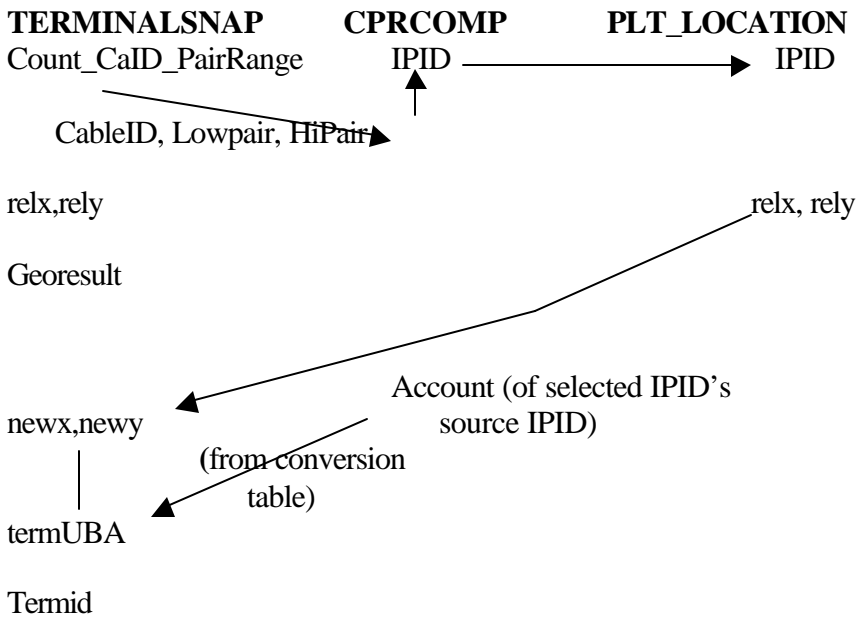 TERMINALSNAP CPRCOMP PLT_LOCATION
Count_CaID_PairRange IPID IPID
CableID, Lowpair, HiPair
relx,rely relx, rely
Georesult
Account (of selected IPID’s
newx,newy source IPID)
(from conversion
table)
termUBA
Termid